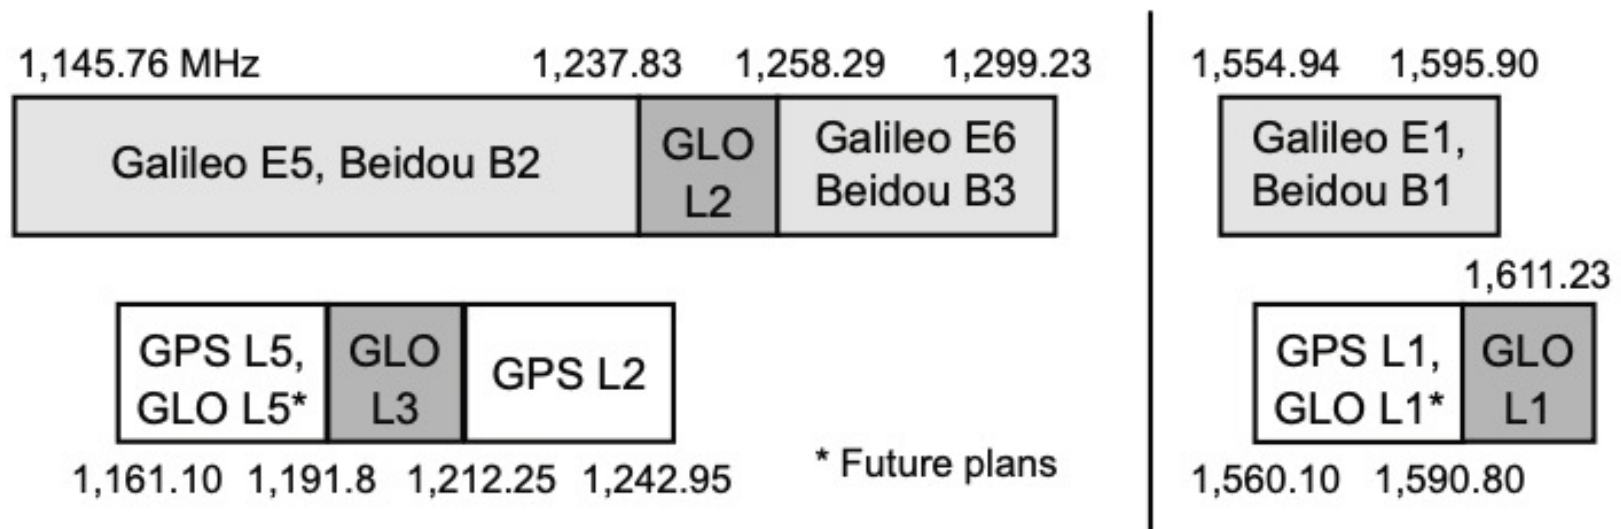 1,145.76 MHz 1,237.83 1,258.29 1,299.23 1,554.94 1,595.90
Galileo E5, Beidou B2
GLO
L2
Galileo E6
Beidou B3
Galileo E1,
Beidou B1
1,611.23
GPS L5,
GLO L5*
GLO
L3
GPS L2
GPS L1,
GLO L1*
GLO
L1
* Future plans
1,161.10 1,191.8 1,212.25 1,242.95 1,560.10 1,590.80